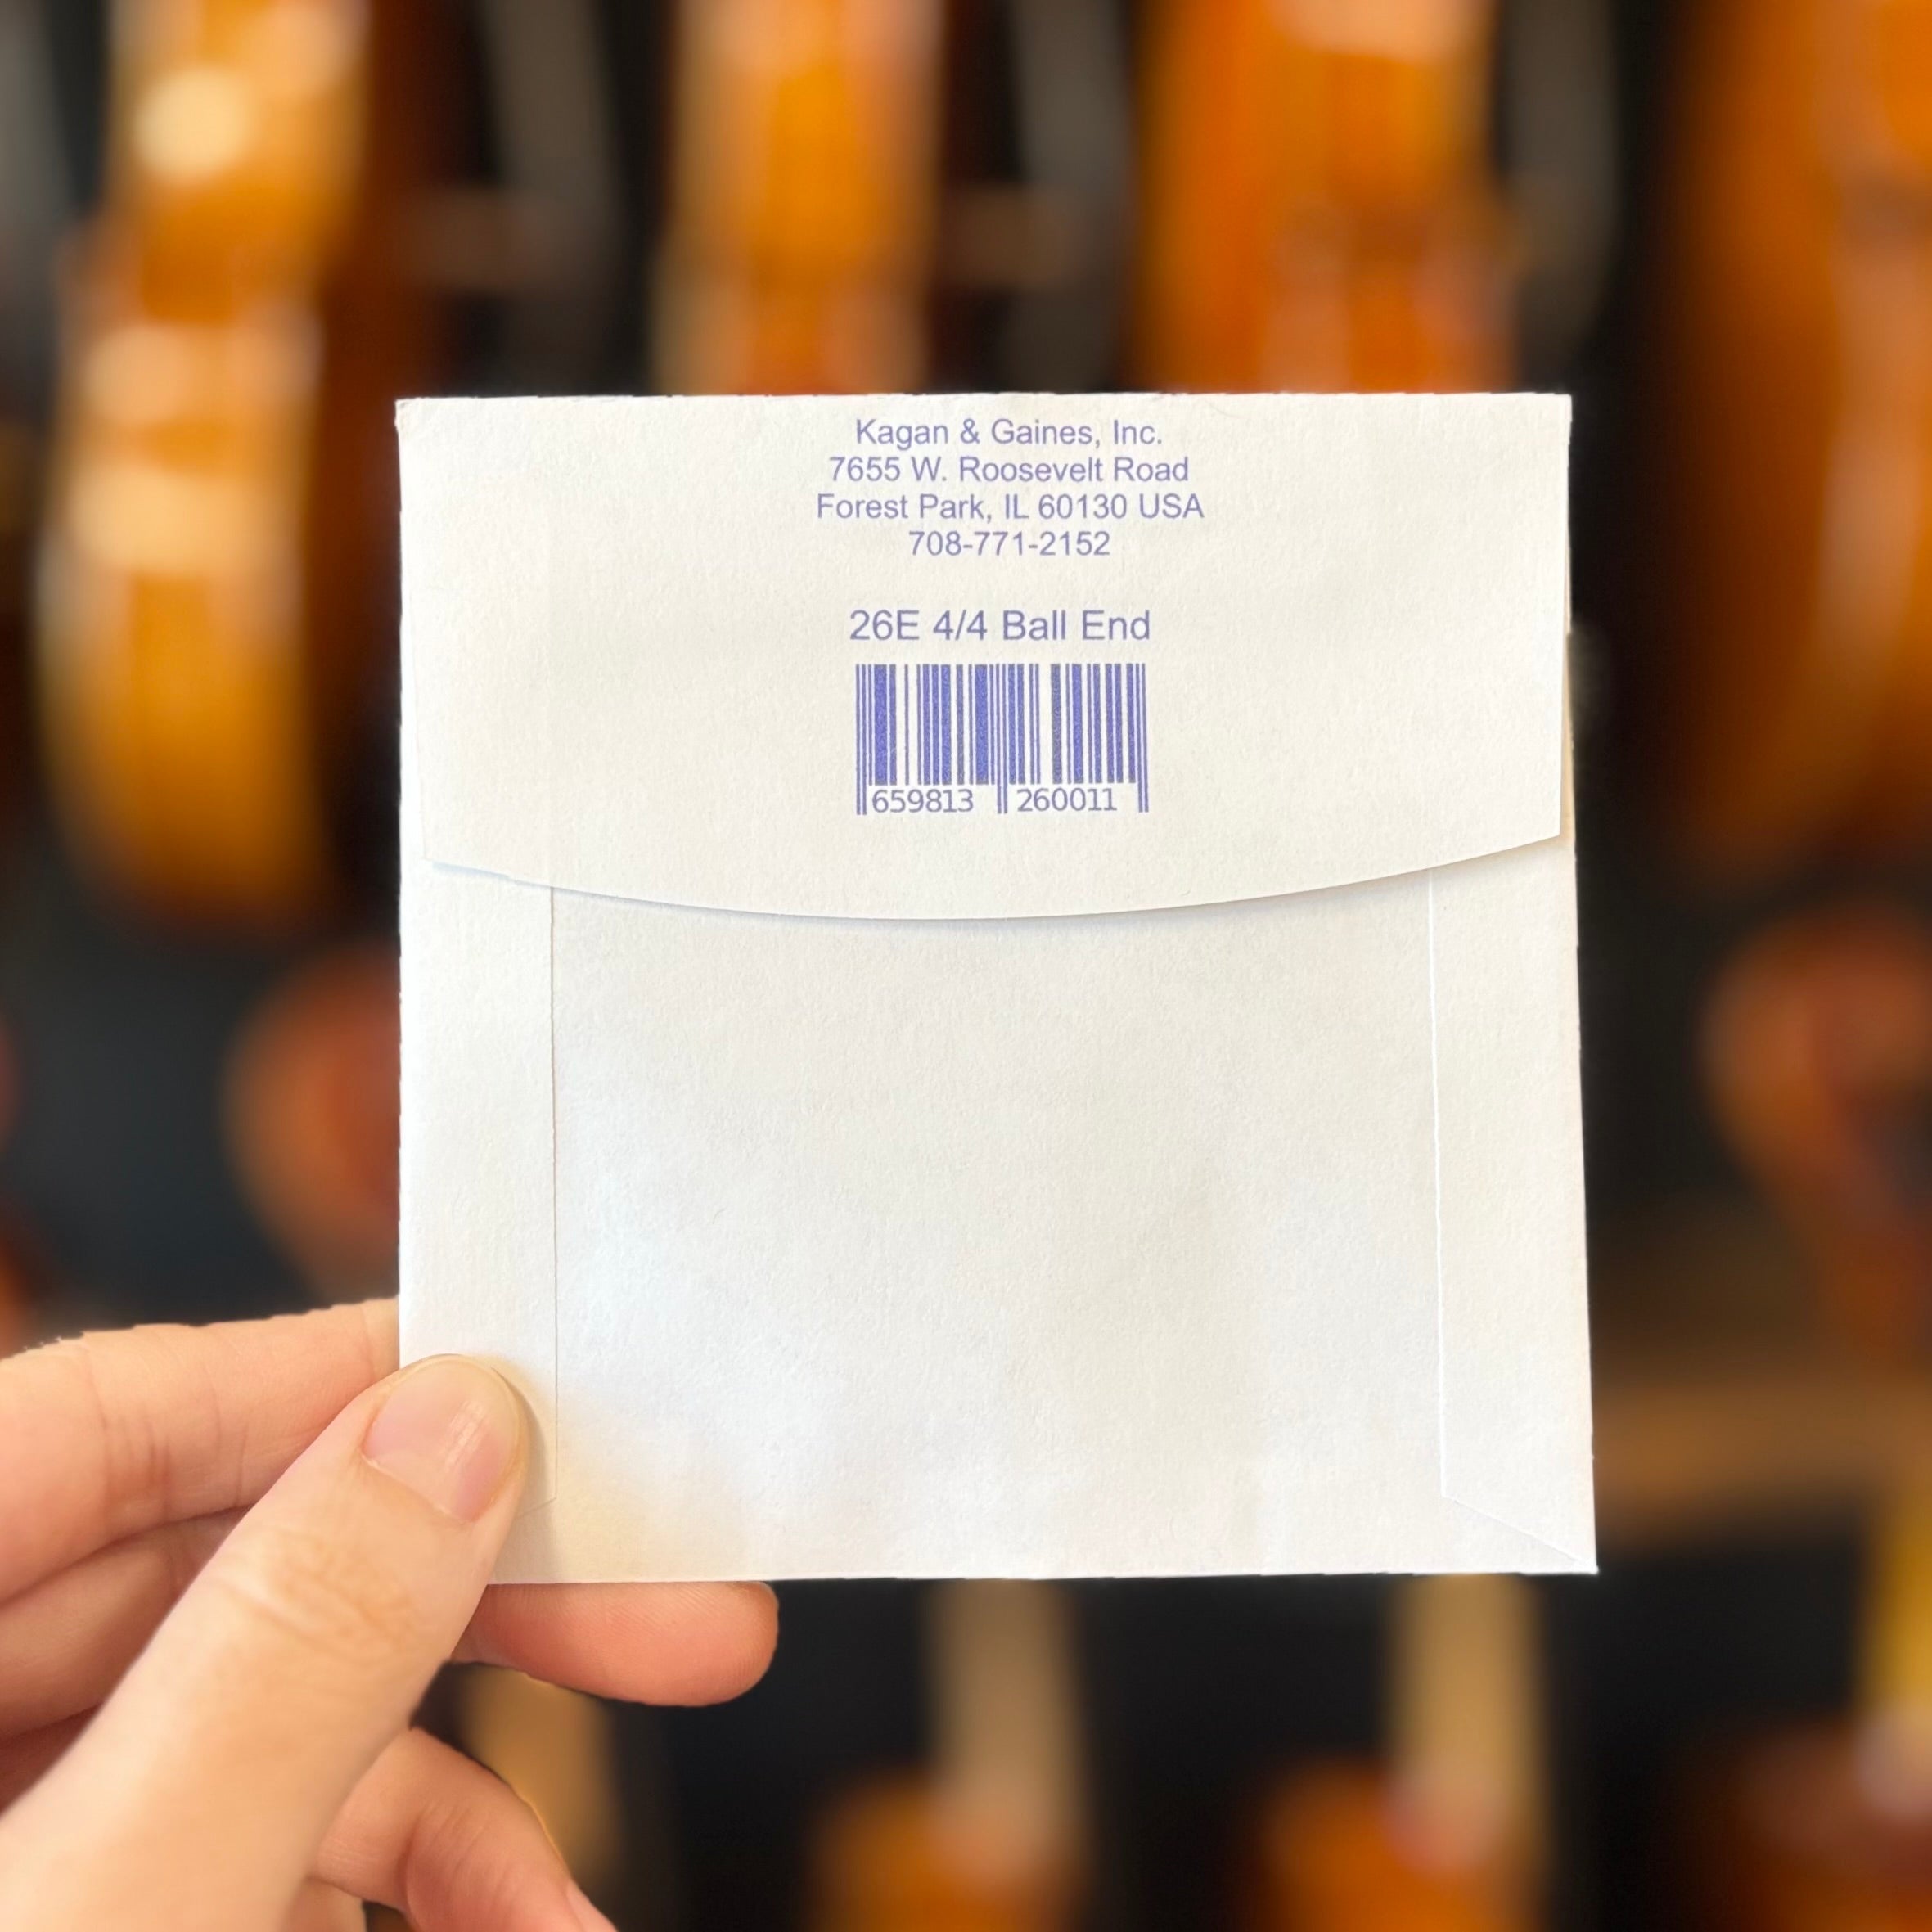 Kagan & Gaines, Inc.
7655 W. Roosevelt Road
Forest Park, IL 60130 USA
708-771-2152
26E 4/4 Ball End
659813 260011